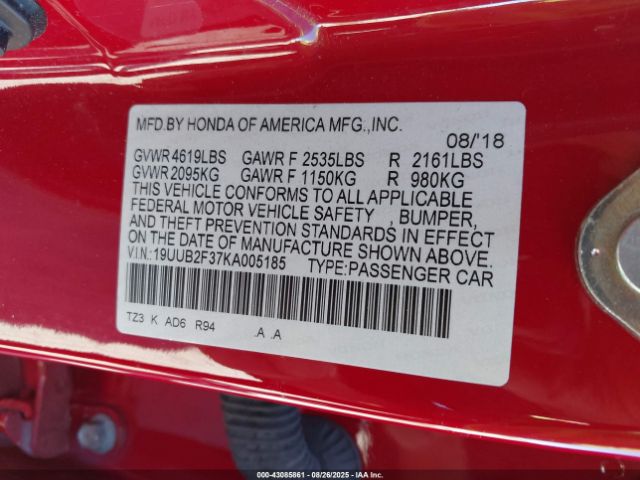 MFD.BY HONDA OF AMERICA MFG.,INC.
08/'18
GVWR 4619LBS GAWR F 2535LBS R 2161LBS
GVWR 2095KG GAWR F 1150KG R 980KG
THIS VEHICLE CONFORMS TO ALL APPLICABLE
FEDERAL MOTOR VEHICLE SAFETY , BUMPER,
AND THEFT PREVENTION STANDARDS IN EFFECT
ON THE DATE OF MANUFACTURE SHOWN ABOVE.
V.I.N.:19UUB2F37KA005185 TYPE:PASSENGER CAR
TZ3 K AD6 R94 .A .A
000-43085861 08/26/2025 IAAI.COM